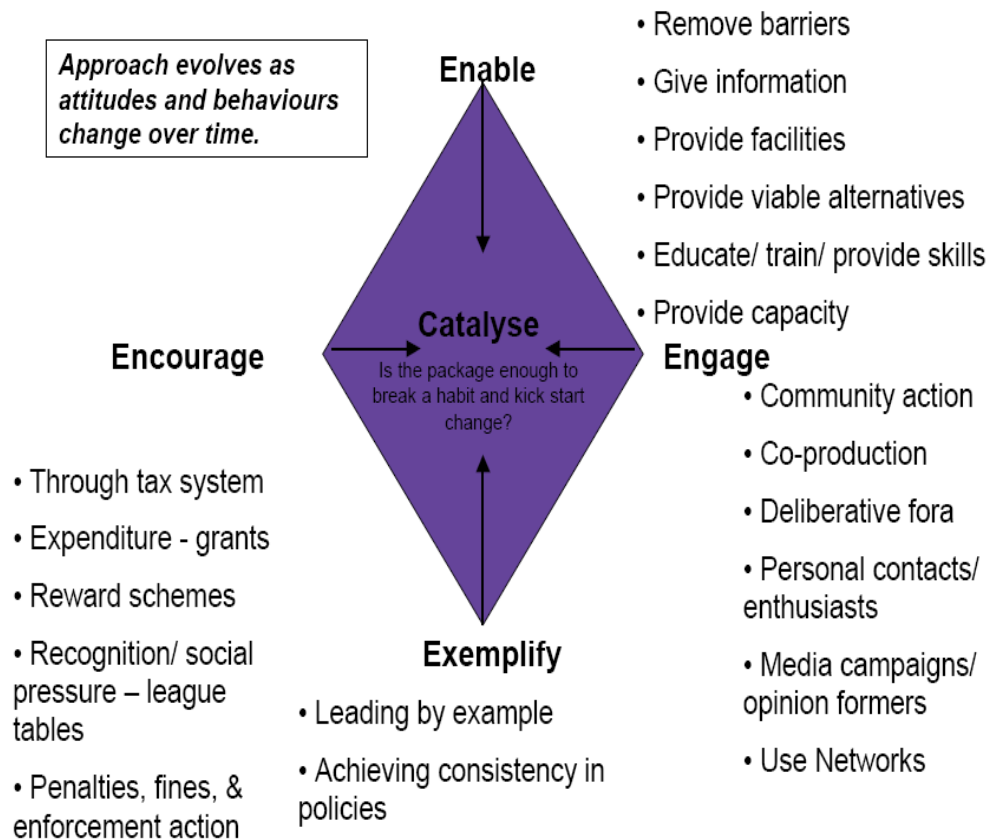 Approach evolves as
attitudes and behaviours
change over time.
Enable
• Remove barriers
• Give information
• Provide facilities
• Provide viable alternatives
• Educate/ train/ provide skills
• Provide capacity
Catalyse
Is the package enough to
break a habit and kick start
change?
Encourage
• Through tax system
• Expenditure - grants
• Reward schemes
• Recognition/ social
pressure – league
tables
• Penalties, fines, &
enforcement action
Engage
• Community action
• Co-production
• Deliberative fora
• Personal contacts/
enthusiasts
• Media campaigns/
opinion formers
• Use Networks
Exemplify
• Leading by example
• Achieving consistency in
policies